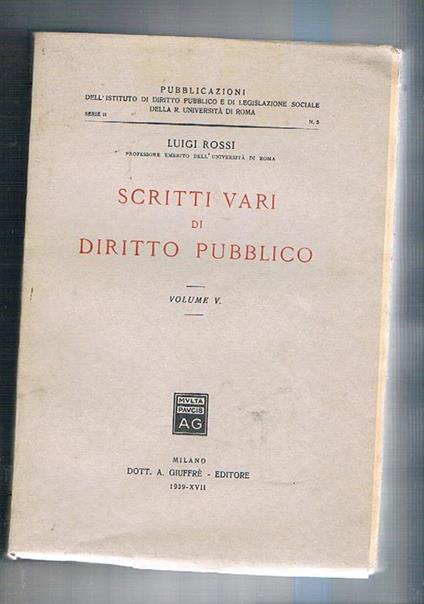 PUBBLICAZIONI
DELL'ISTITUTO DI DIRITTO PUBBLICO E DI LEGISLAZIONE SOCIALE
DELLA R. UNIVERSITÀ DI ROMA
SERIE II N. 5
LUIGI ROSSI
PROFESSORE EMERITO DELL'UNIVERSITÀ DI ROMA
SCRITTI VARI
DI
DIRITTO PUBBLICO
VOLUME V.
MVLTA
PAVCIS
AG
MILANO
DOTT. A. GIUFFRÈ - EDITORE
1939-XVII